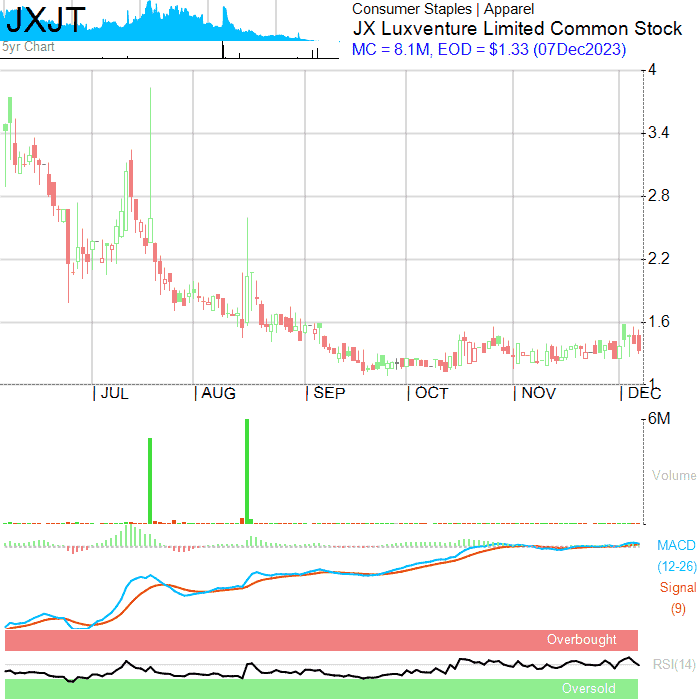 JXJT
5yr Chart
Consumer Staples | Apparel
JX Luxventure Limited Common Stock
MC = 8.1M, EOD = $1.33 (07Dec2023)
4
3.4
2.8
2.2
1.6
1
| JUL | AUG | SEP | OCT | NOV | DEC
6M
Volume
MACD
(12-26)
Signal
(9)
Overbought
RSI(14)
Oversold